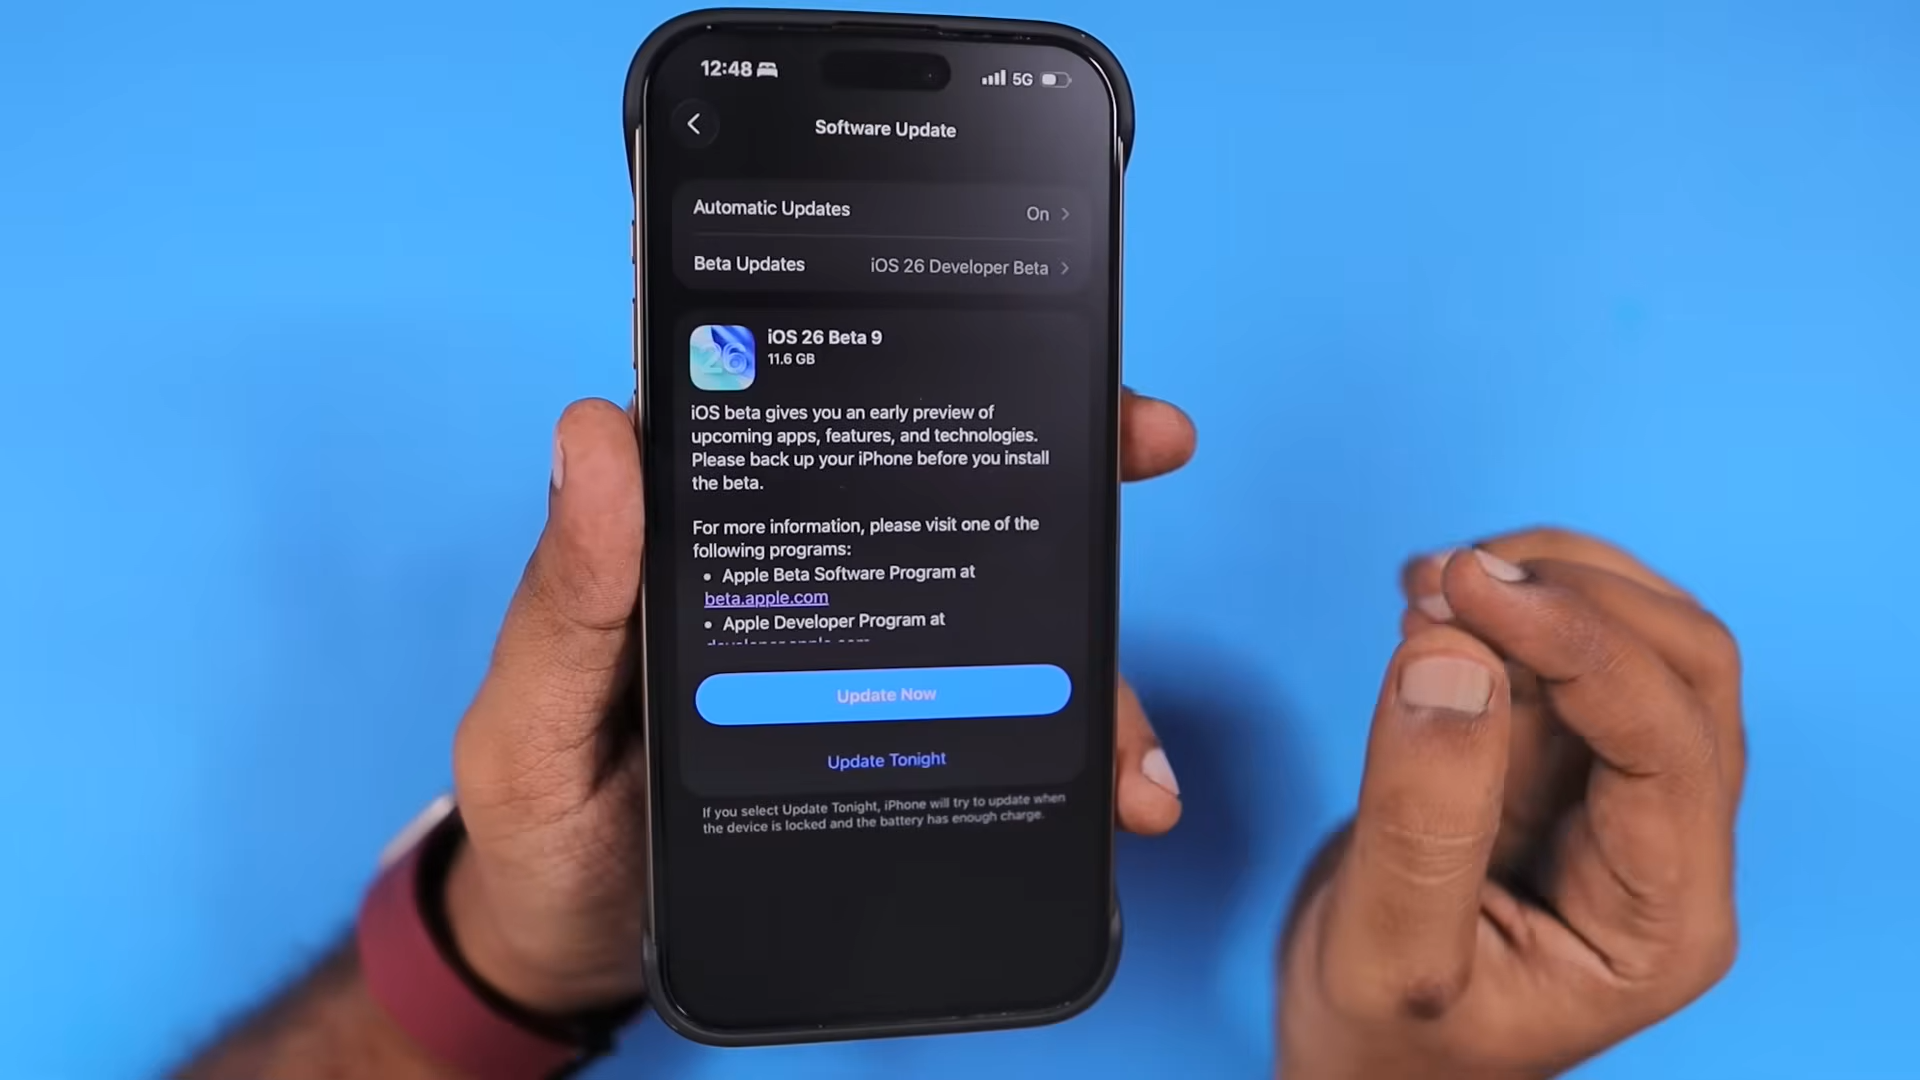 12:48
5G
Software Update
Automatic Updates On
Beta Updates iOS 26 Developer Beta
26
iOS 26 Beta 9
11.6 GB
iOS beta gives you an early preview of
upcoming apps, features, and technologies.
Please back up your iPhone before you install
the beta.
For more information, please visit one of the
following programs:
• Apple Beta Software Program at
beta.apple.com
• Apple Developer Program at
Update Now
Update Tonight
If you select Update Tonight, iPhone will try to update when
the device is locked and the battery has enough charge.